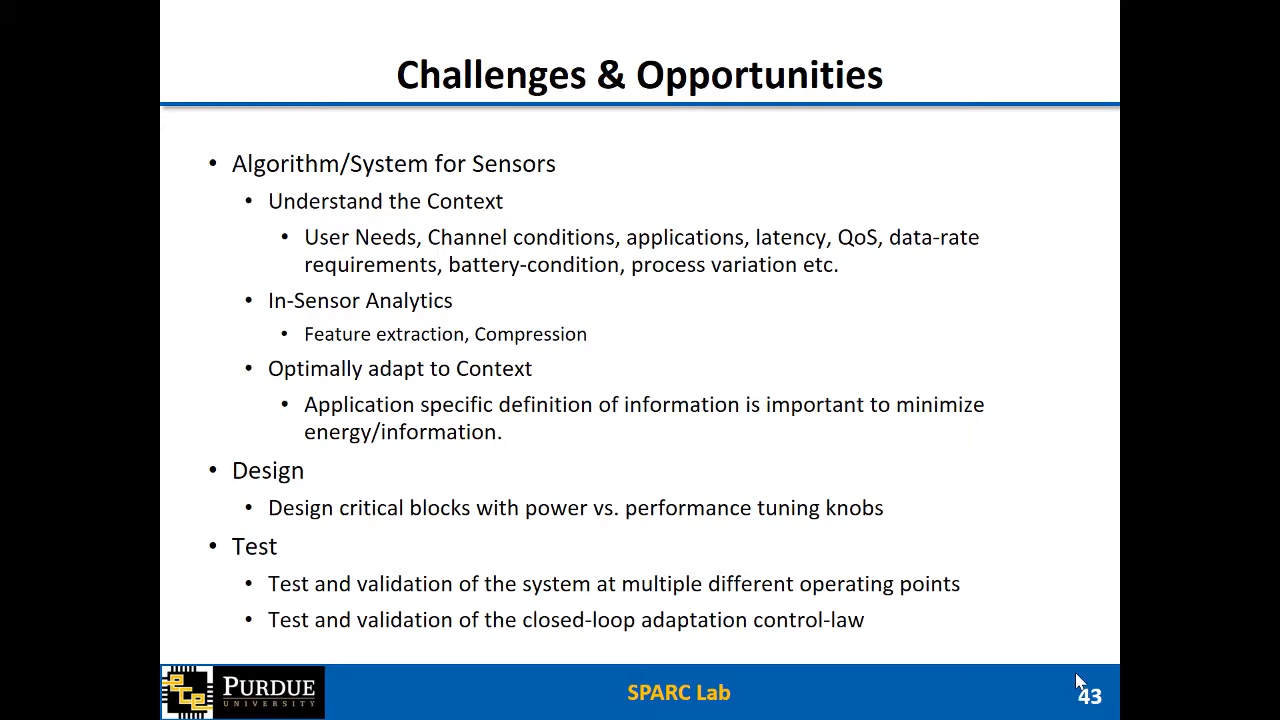 Challenges & Opportunities
• Algorithm/System for Sensors
• Understand the Context
• User Needs, Channel conditions, applications, latency, QoS, data-rate
requirements, battery-condition, process variation etc.
• In-Sensor Analytics
• Feature extraction, Compression
• Optimally adapt to Context
• Application specific definition of information is important to minimize
energy/information.
• Design
• Design critical blocks with power vs. performance tuning knobs
• Test
• Test and validation of the system at multiple different operating points
• Test and validation of the closed-loop adaptation control-law
ece
PURDUE
UNIVERSITY
SPARC Lab
43